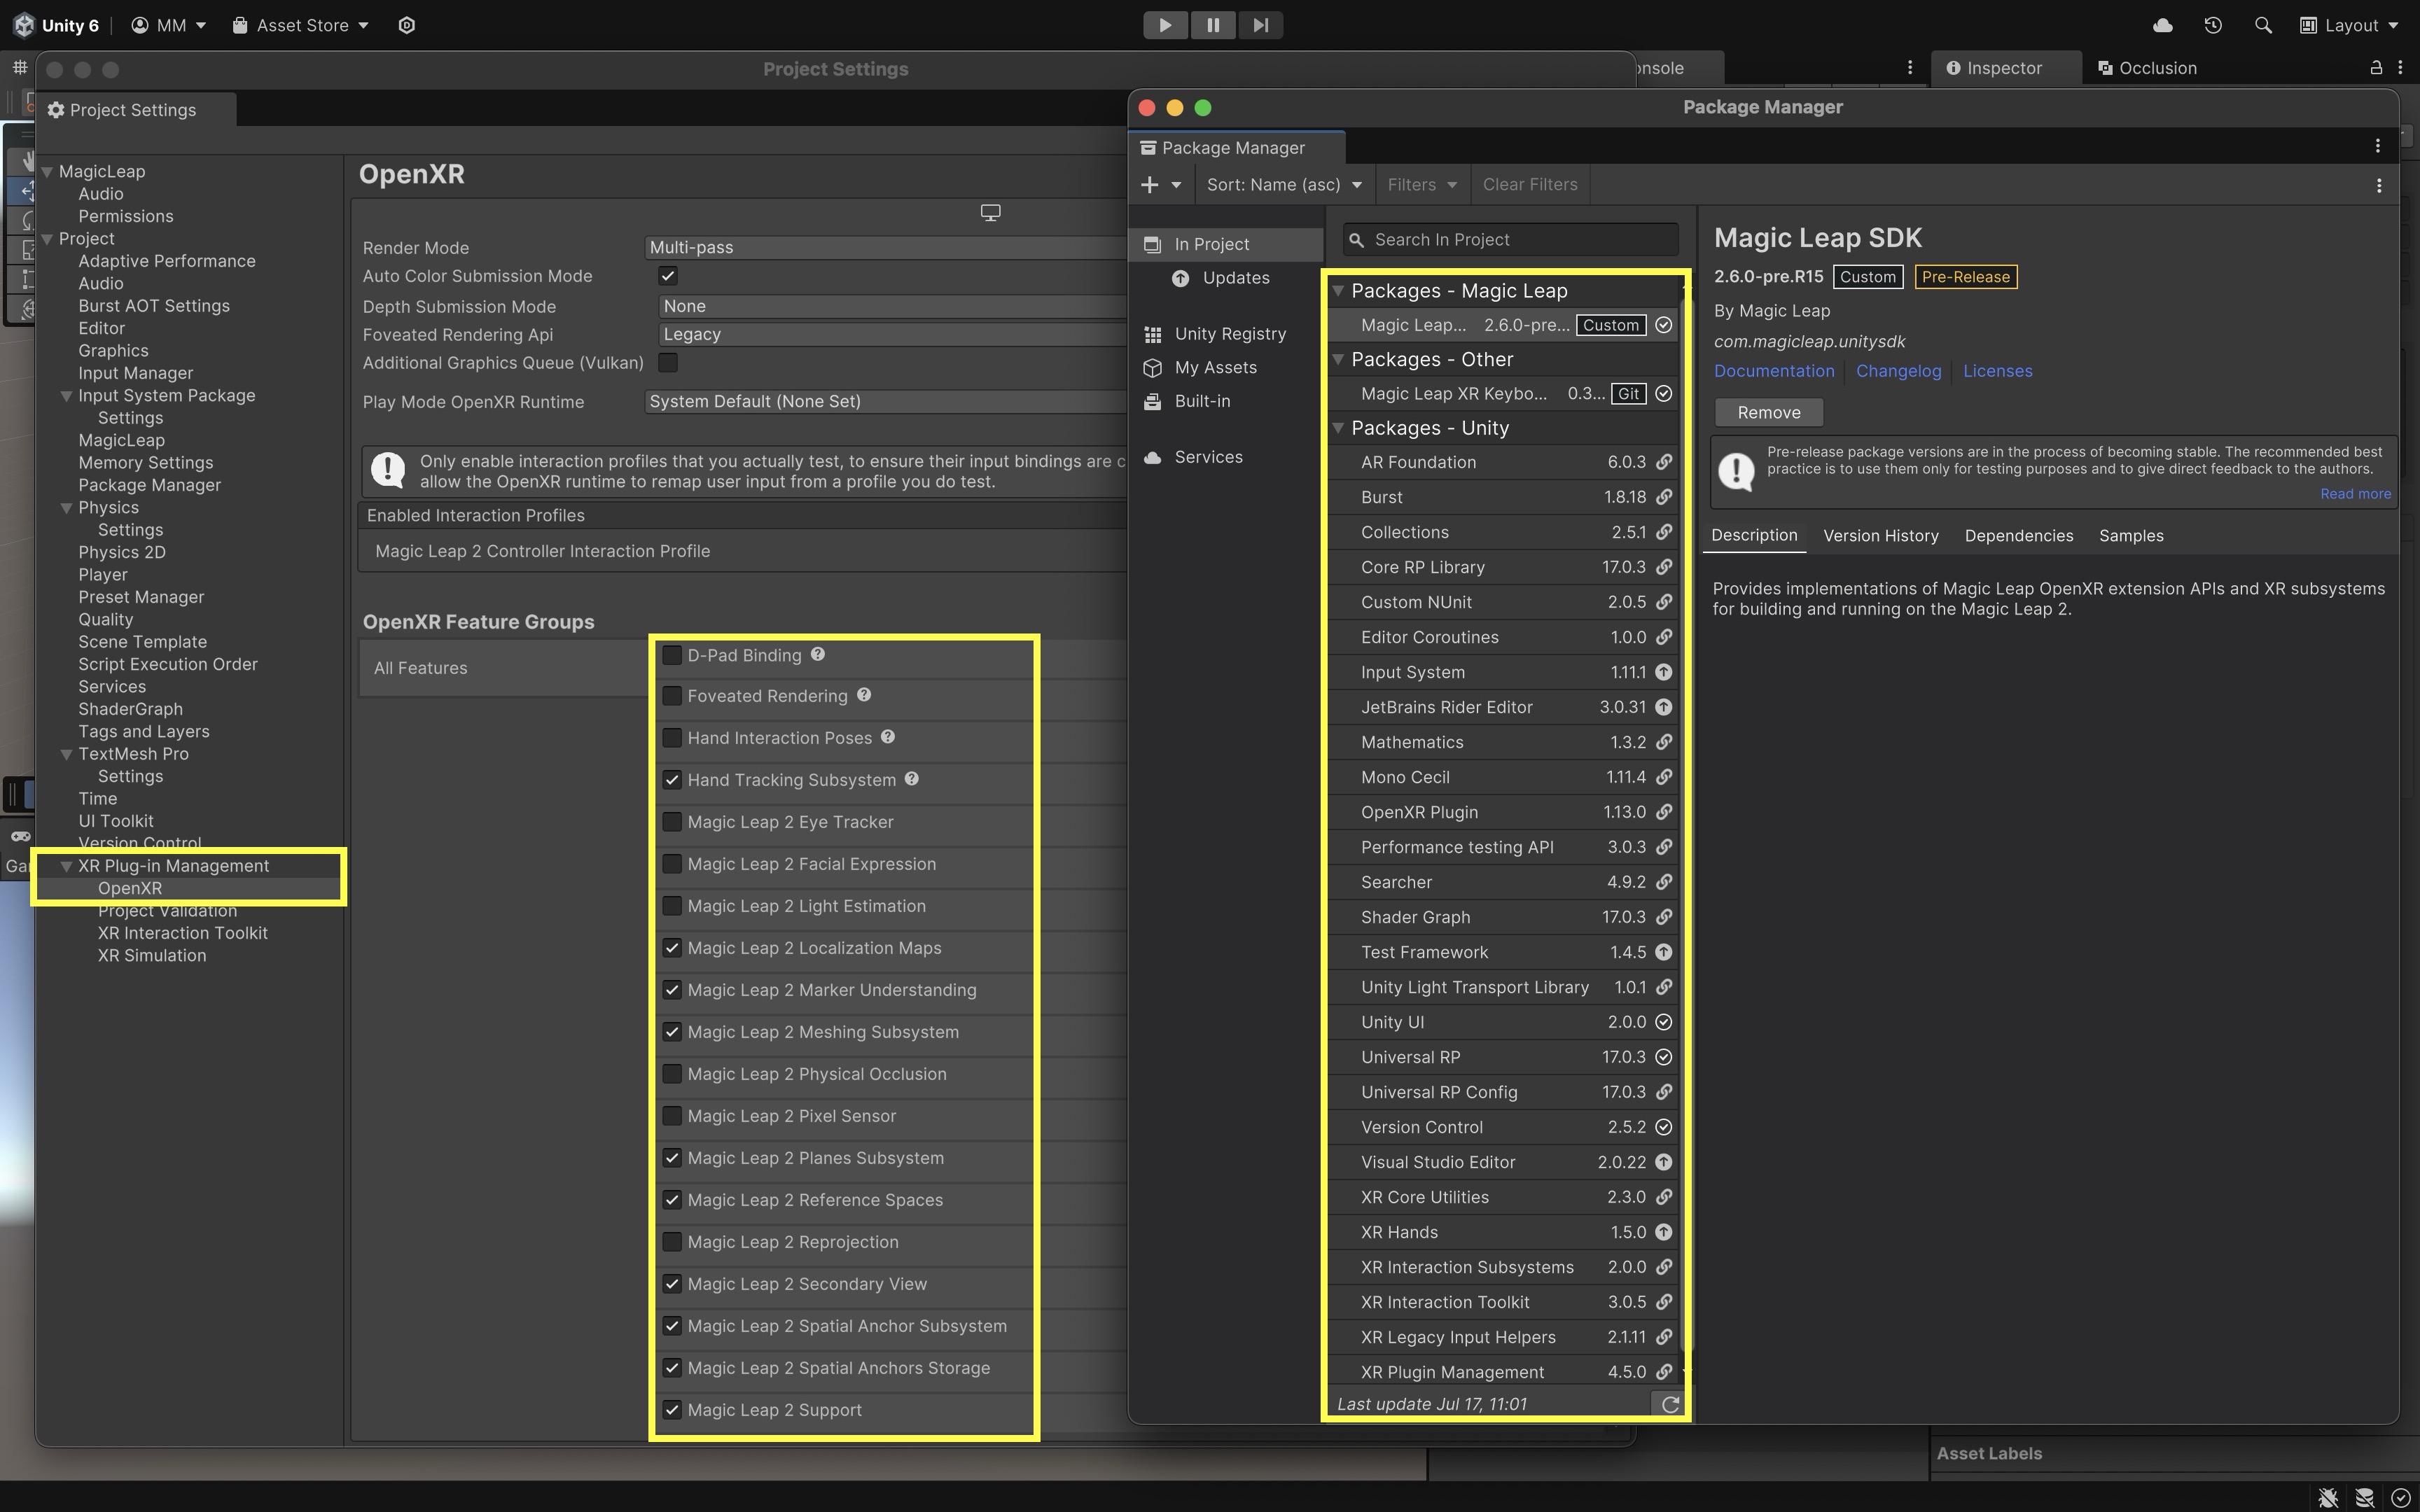 Unity 6
MM
Asset Store
Layout
Project Settings
onsole
Inspector
Occlusion
Project Settings
MagicLeap
Audio
Permissions
Project
Adaptive Performance
Audio
Burst AOT Settings
Editor
Graphics
Input Manager
Input System Package
Settings
MagicLeap
Memory Settings
Package Manager
Physics
Settings
Physics 2D
Player
Preset Manager
Quality
Scene Template
Script Execution Order
Services
ShaderGraph
Tags and Layers
TextMesh Pro
Settings
Time
UI Toolkit
Version Control
XR Plug-in Management
OpenXR
Project Validation
XR Interaction Toolkit
XR Simulation
Ga
OpenXR
Render Mode Multi-pass
Auto Color Submission Mode
Depth Submission Mode None
Foveated Rendering Api Legacy
Additional Graphics Queue (Vulkan)
Play Mode OpenXR Runtime System Default (None Set)
Only enable interaction profiles that you actually test, to ensure their input bindings are c
allow the OpenXR runtime to remap user input from a profile you do test.
Enabled Interaction Profiles
Magic Leap 2 Controller Interaction Profile
OpenXR Feature Groups
All Features
D-Pad Binding
Foveated Rendering
Hand Interaction Poses
Hand Tracking Subsystem
Magic Leap 2 Eye Tracker
Magic Leap 2 Facial Expression
Magic Leap 2 Light Estimation
Magic Leap 2 Localization Maps
Magic Leap 2 Marker Understanding
Magic Leap 2 Meshing Subsystem
Magic Leap 2 Physical Occlusion
Magic Leap 2 Pixel Sensor
Magic Leap 2 Planes Subsystem
Magic Leap 2 Reference Spaces
Magic Leap 2 Reprojection
Magic Leap 2 Secondary View
Magic Leap 2 Spatial Anchor Subsystem
Magic Leap 2 Spatial Anchors Storage
Magic Leap 2 Support
Package Manager
Package Manager
Sort: Name (asc)
Filters
Clear Filters
In Project
Updates
Unity Registry
My Assets
Built-in
Services
Search In Project
Packages - Magic Leap
Magic Leap... 2.6.0-pre... Custom
Packages - Other
Magic Leap XR Keybo... 0.3... Git
Packages - Unity
AR Foundation 6.0.3
Burst 1.8.18
Collections 2.5.1
Core RP Library 17.0.3
Custom NUnit 2.0.5
Editor Coroutines 1.0.0
Input System 1.11.1
JetBrains Rider Editor 3.0.31
Mathematics 1.3.2
Mono Cecil 1.11.4
OpenXR Plugin 1.13.0
Performance testing API 3.0.3
Searcher 4.9.2
Shader Graph 17.0.3
Test Framework 1.4.5
Unity Light Transport Library 1.0.1
Unity UI 2.0.0
Universal RP 17.0.3
Universal RP Config 17.0.3
Version Control 2.5.2
Visual Studio Editor 2.0.22
XR Core Utilities 2.3.0
XR Hands 1.5.0
XR Interaction Subsystems 2.0.0
XR Interaction Toolkit 3.0.5
XR Legacy Input Helpers 2.1.11
XR Plugin Management 4.5.0
Last update Jul 17, 11:01
Magic Leap SDK
2.6.0-pre.R15 Custom Pre-Release
By Magic Leap
com.magicleap.unitysdk
Documentation Changelog Licenses
Remove
Pre-release package versions are in the process of becoming stable. The recommended best
practice is to use them only for testing purposes and to give direct feedback to the authors.
Read more
Description Version History Dependencies Samples
Provides implementations of Magic Leap OpenXR extension APIs and XR subsystems
for building and running on the Magic Leap 2.
Asset Labels